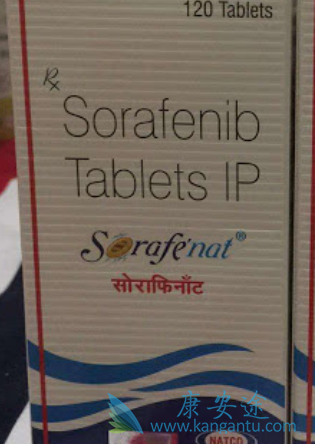 120 Tablets
Rx
Sorafenib
Tablets IP
Sorafenat®
सोराफिनॉंट
康安途
www.kangantu.com
NATCO